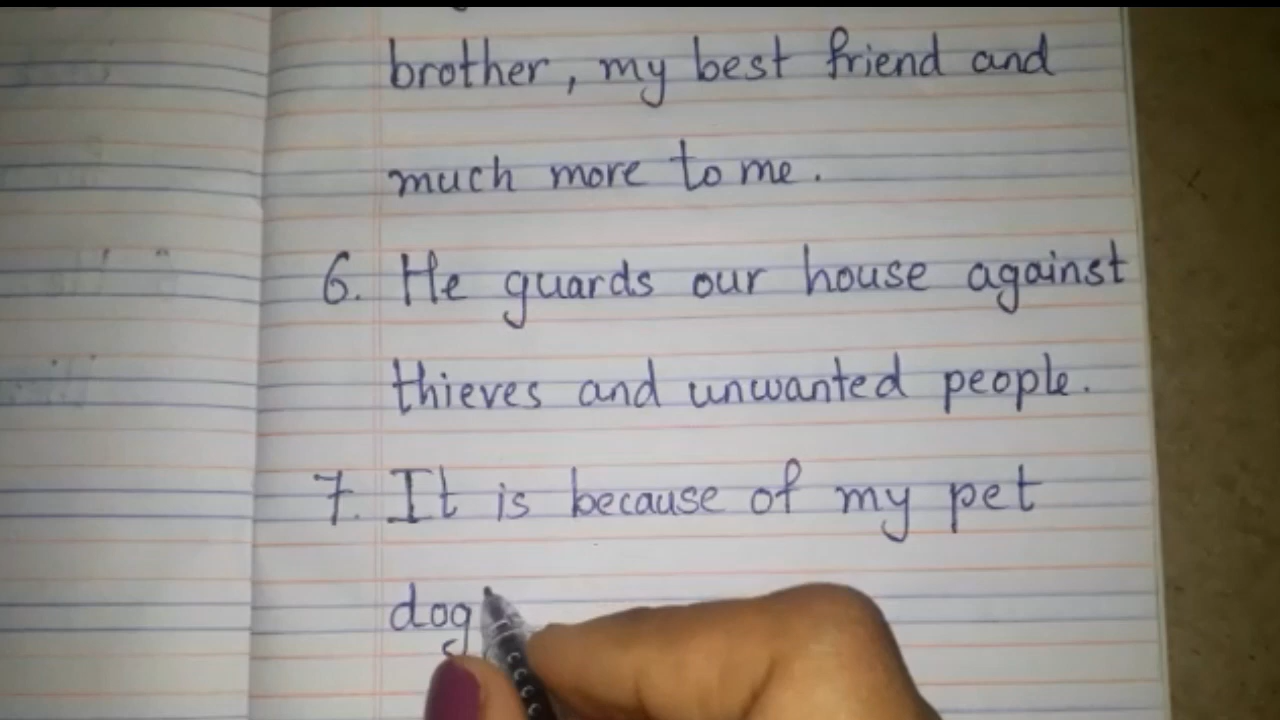 brother, my best friend and
much more to me.
6. He guards our house against
thieves and unwanted people.
7. It is because of my pet
dog